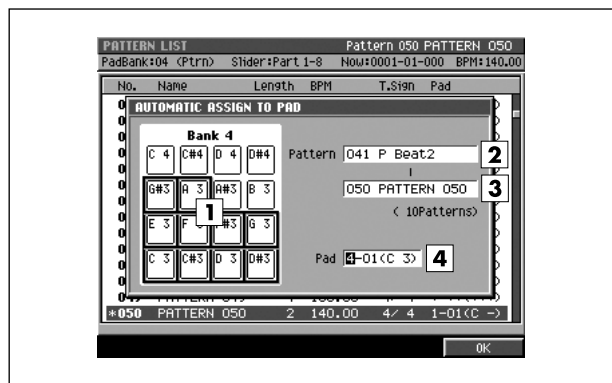 PATTERN LIST Pattern 050 PATTERN 050
PadBank:04 (Ptrn) Slider:Part 1-8 Now:0001-01-000 BPM:140.00
No. Name Length BPM T.Sign Pad
AUTOMATIC ASSIGN TO PAD
Bank 4
C 4 C#4 D 4 D#4
Pattern 041 P Beat2 2
G#3 A 3 A#3 B 3
050 PATTERN 050 3
1
( 10Patterns)
E 3 F #3 G 3
C 3 C#3 D 3 D#3
Pad 4-01(C 3) 4
*050 PATTERN 050 2 140.00 4/ 4 1-01(C -)
OK